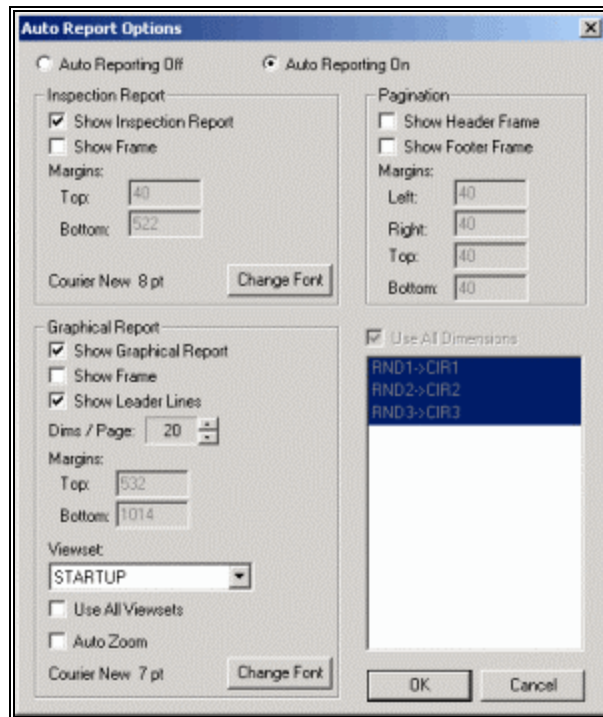 Auto Report Options
Auto Reporting Off
Auto Reporting On
Inspection Report
Show Inspection Report
Show Frame
Margins:
Top: 40
Bottom: 522
Courier New 8 pt
Change Font
Pagination
Show Header Frame
Show Footer Frame
Margins:
Left: 40
Right: 40
Top: 40
Bottom: 40
Graphical Report
Show Graphical Report
Show Frame
Show Leader Lines
Dims / Page: 20
Margins:
Top: 532
Bottom: 1014
Viewset:
STARTUP
Use All Viewsets
Auto Zoom
Courier New 7 pt
Change Font
Use All Dimensions
RND1->CIR1
RND2->CIR2
RND3->CIR3
OK
Cancel